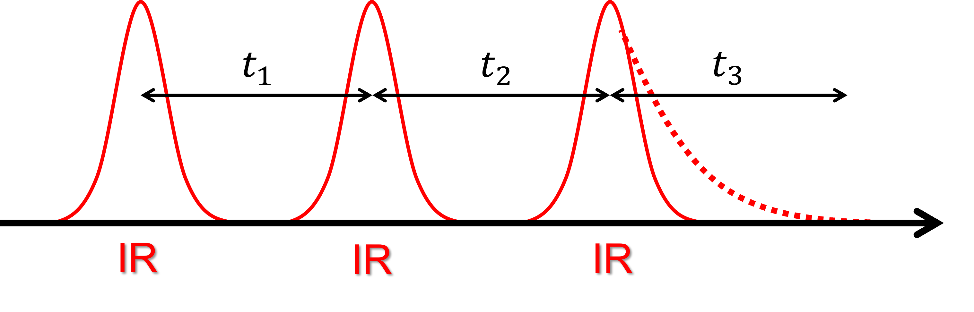 t₁ t₂ t₃
IR IR IR